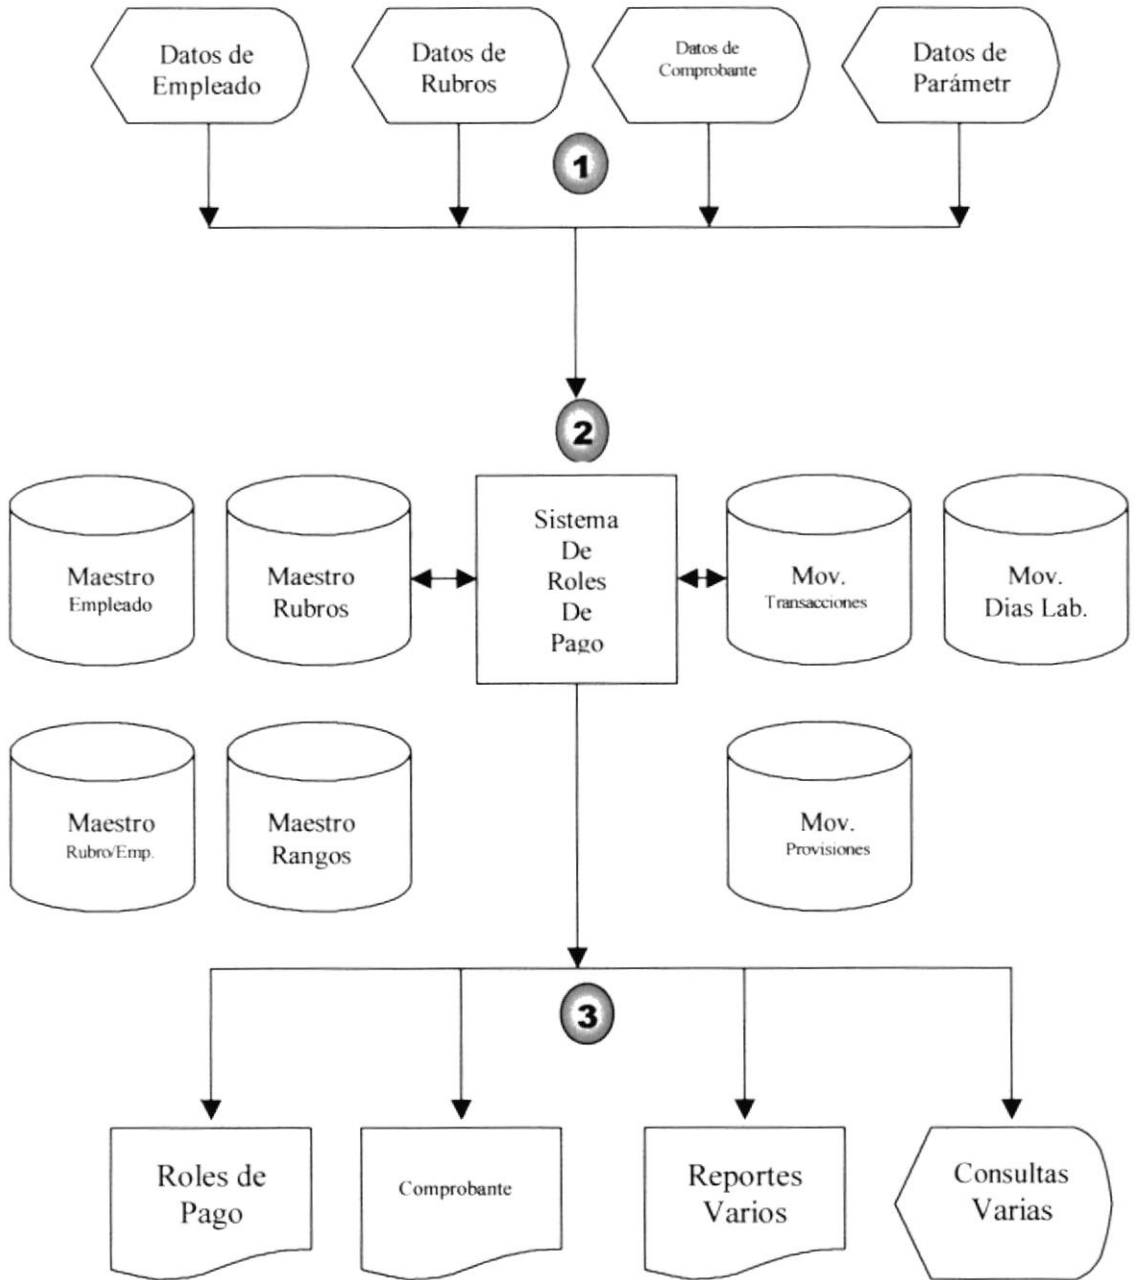 Datos de
Empleado
Datos de
Rubros
Datos de
Comprobante
Datos de
Parámetr
1
2
Maestro
Empleado
Maestro
Rubros
Sistema
De
Roles
De
Pago
Mov.
Transacciones
Mov.
Dias Lab.
Maestro
Rubro/Emp.
Maestro
Rangos
Mov.
Provisiones
3
Roles de
Pago
Comprobante
Reportes
Varios
Consultas
Varias